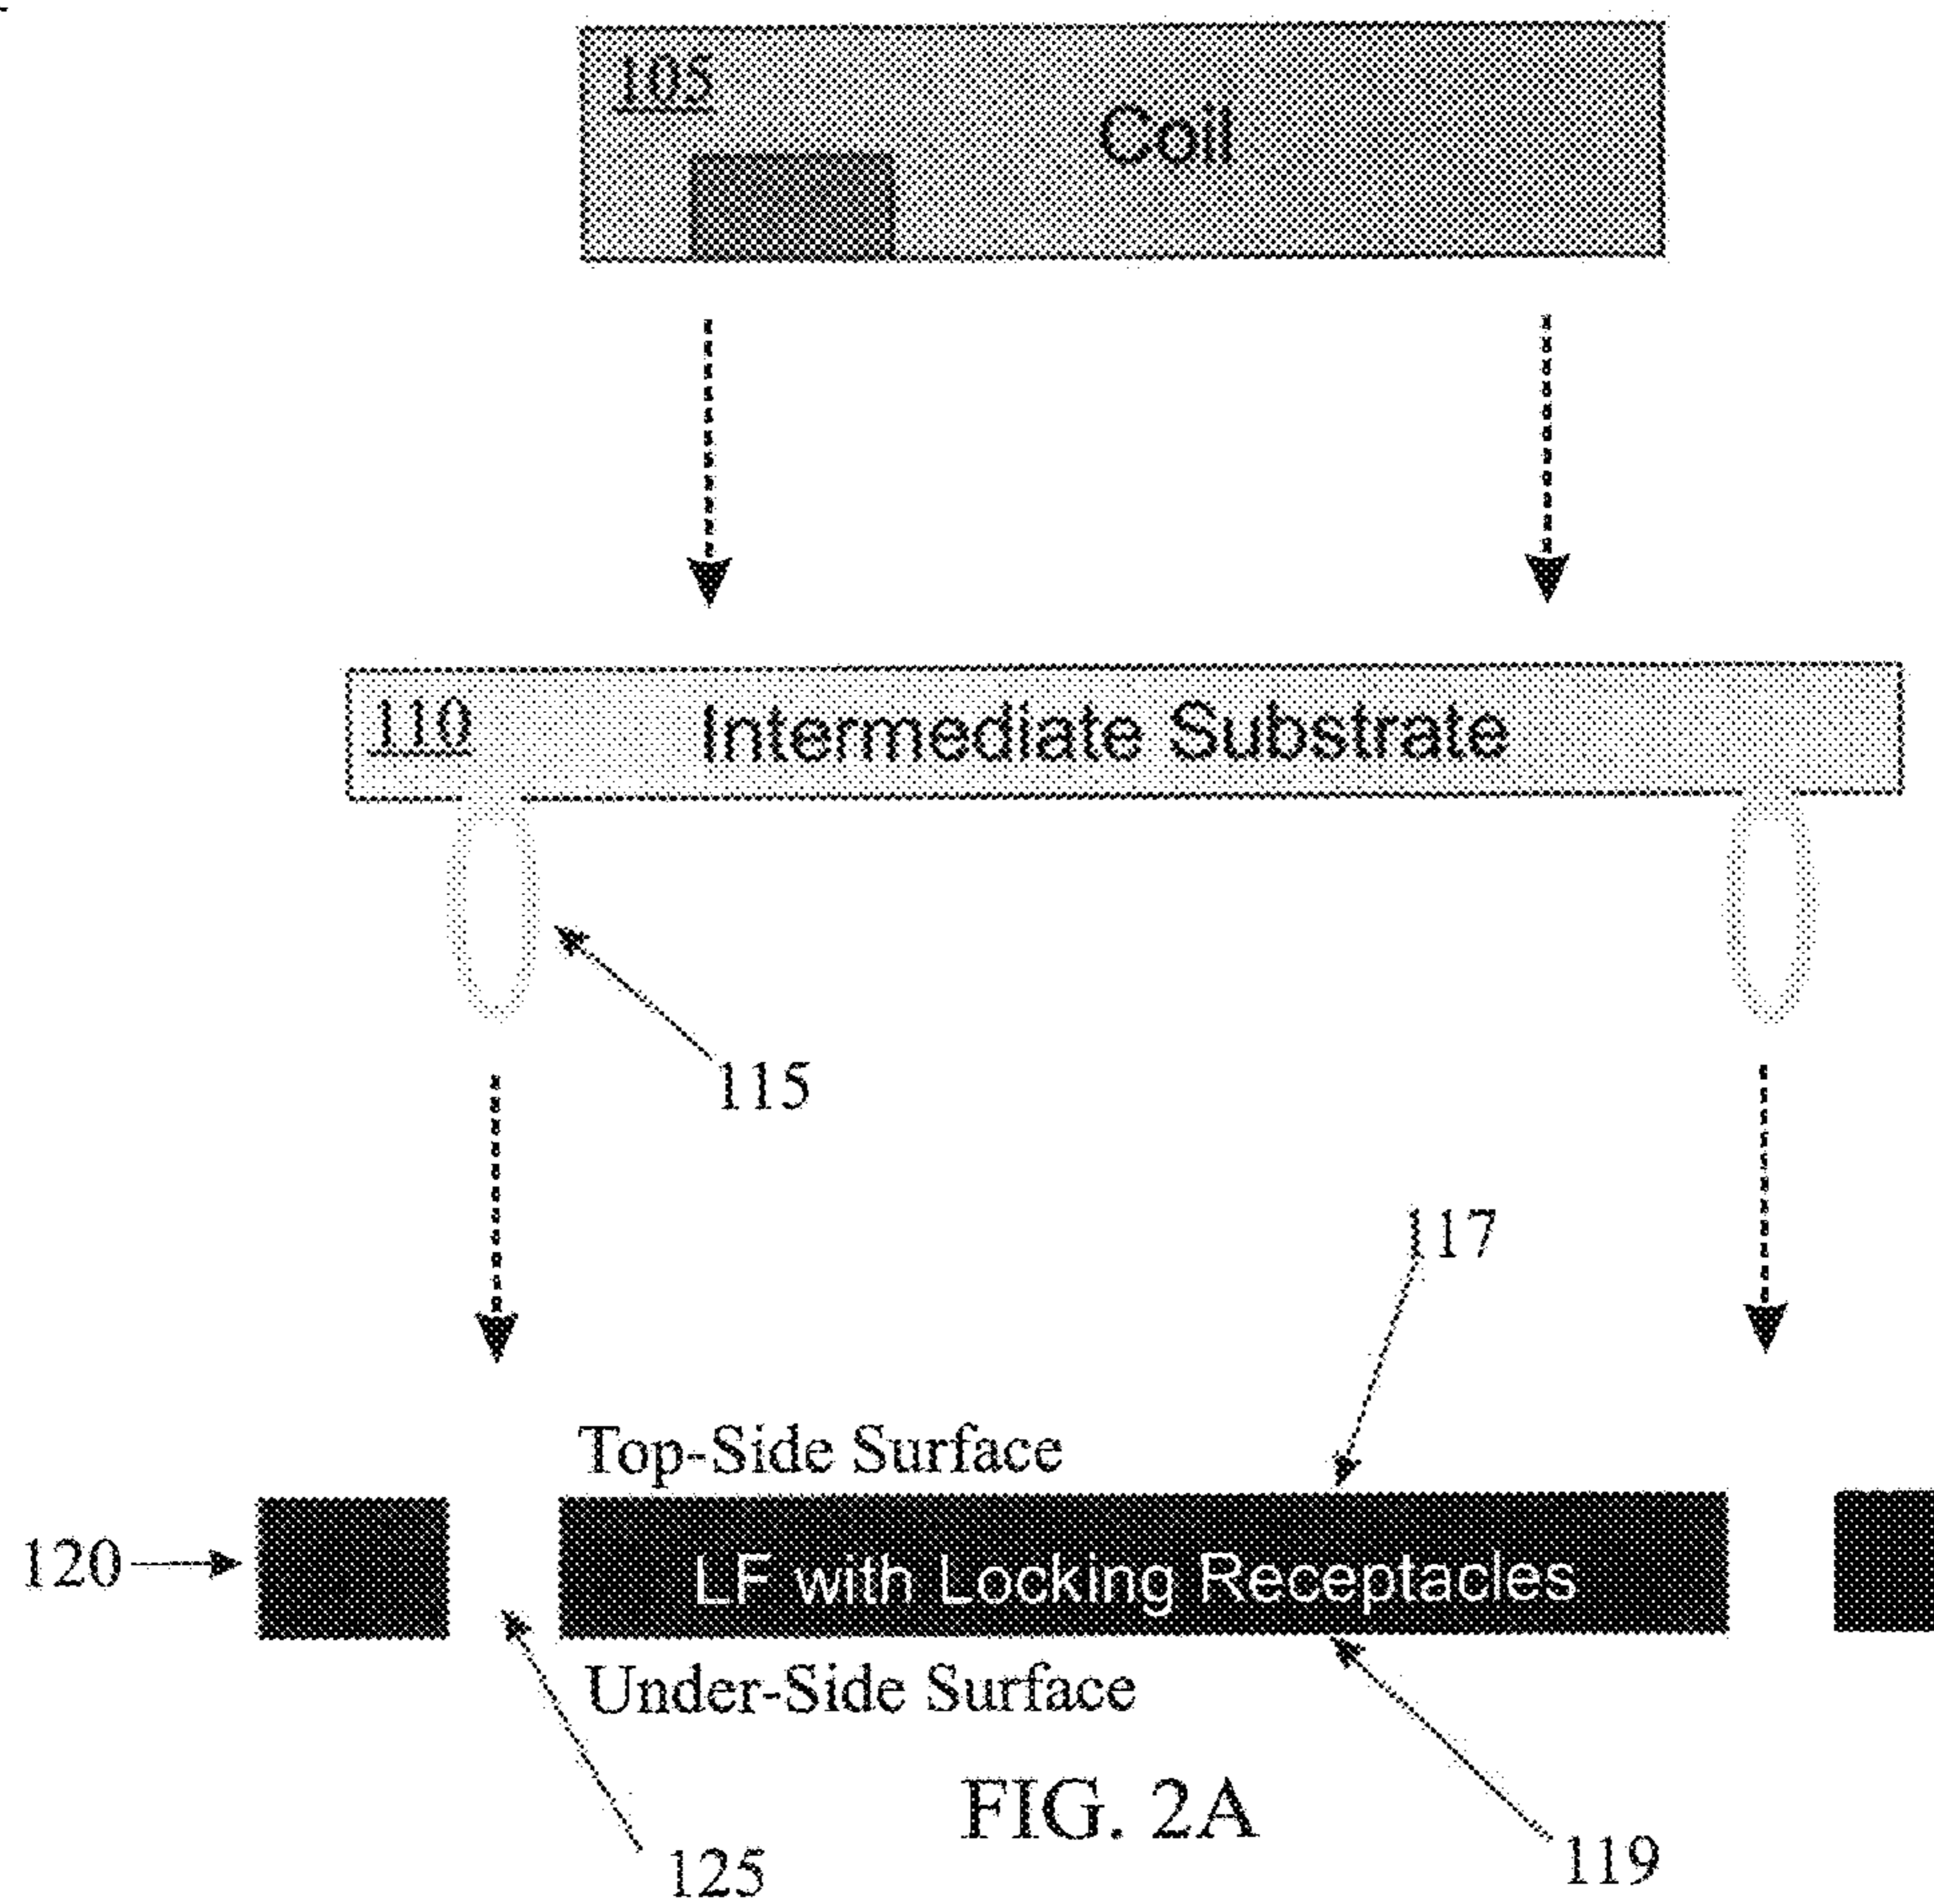 105
Coil
110
Intermediate Substrate
115
117
Top-Side Surface
120
LF with Locking Receptacles
Under-Side Surface
FIG. 2A
125
119